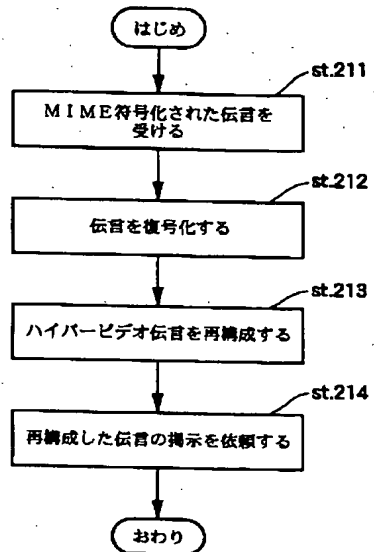 はじめ
st.211
MIME符号化された伝言を
受ける
st.212
伝言を復号化する
st.213
ハイパービデオ伝言を再構成する
st.214
再構成した伝言の掲示を依頼する
おわり